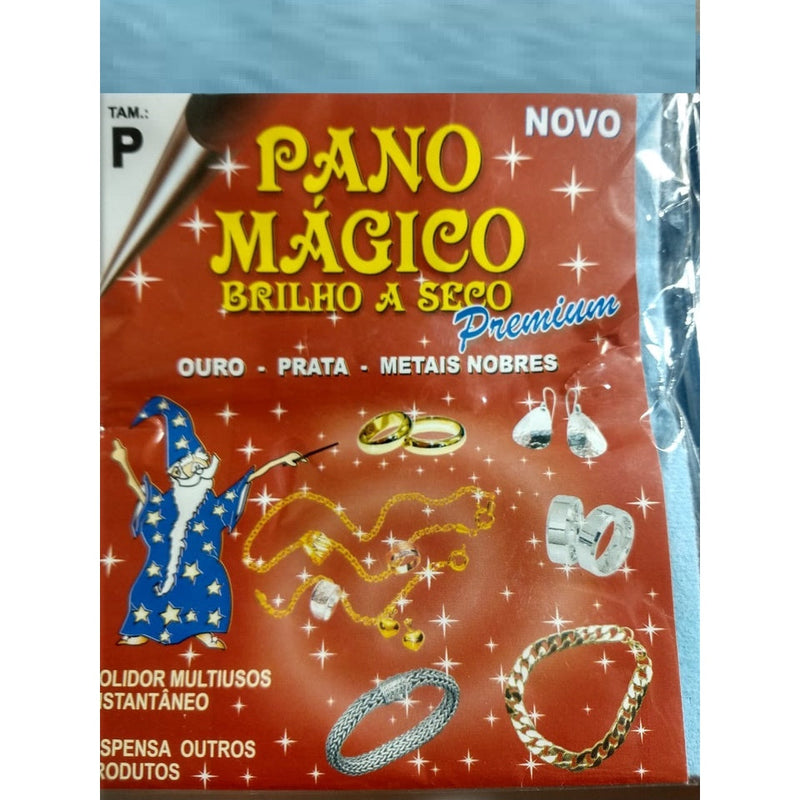 TAM.:
P
NOVO
PANO
MÁGICO
BRILHO A SECO
Premium
OURO - PRATA - METAIS NOBRES
OLIDOR MULTIUSOS
STANTÂNEO
SPENSA OUTROS
RODUTOS